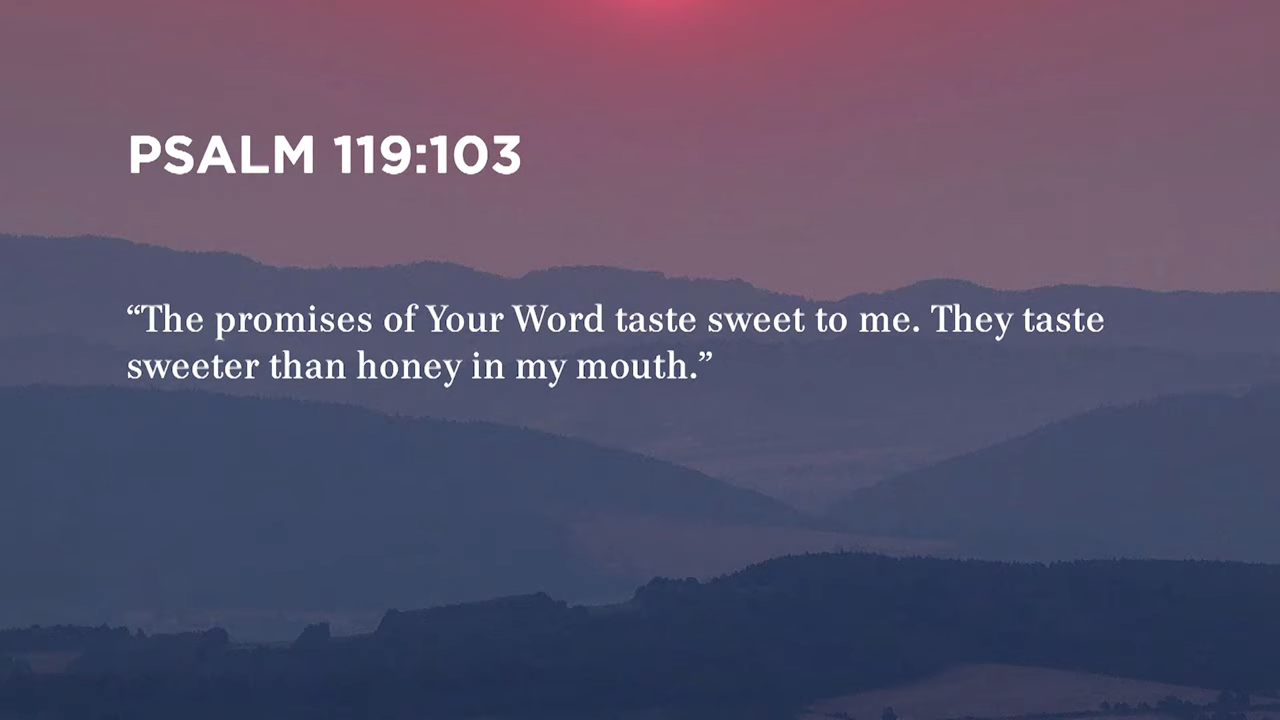 PSALM 119:103
“The promises of Your Word taste sweet to me. They taste
sweeter than honey in my mouth.”